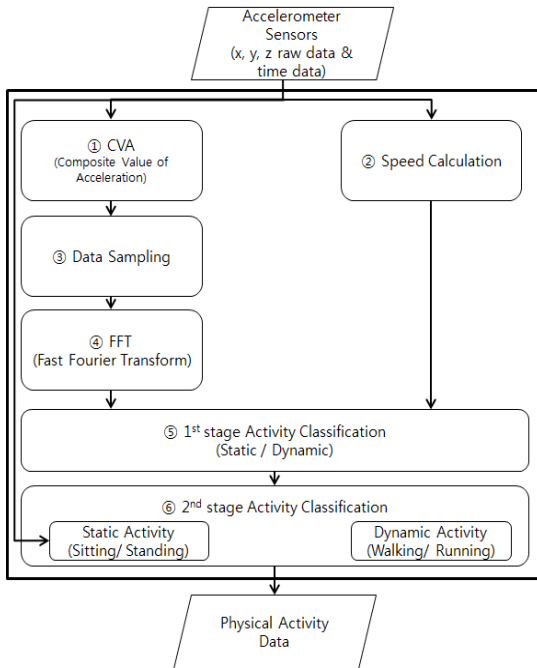 Accelerometer
Sensors
(x, y, z raw data &
time data)
① CVA
(Composite Value of
Acceleration)
② Speed Calculation
③ Data Sampling
④ FFT
(Fast Fourier Transform)
⑤ 1st stage Activity Classification
(Static / Dynamic)
⑥ 2nd stage Activity Classification
Static Activity
(Sitting/ Standing)
Dynamic Activity
(Walking/ Running)
Physical Activity
Data